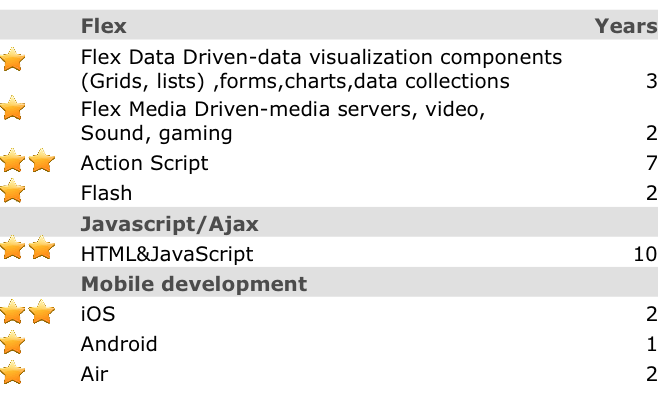 Flex Years
Flex Data Driven-data visualization components
(Grids, lists) ,forms,charts,data collections 3
Flex Media Driven-media servers, video,
Sound, gaming 2
Action Script 7
Flash 2
Javascript/Ajax
HTML&JavaScript 10
Mobile development
iOS 2
Android 1
Air 2